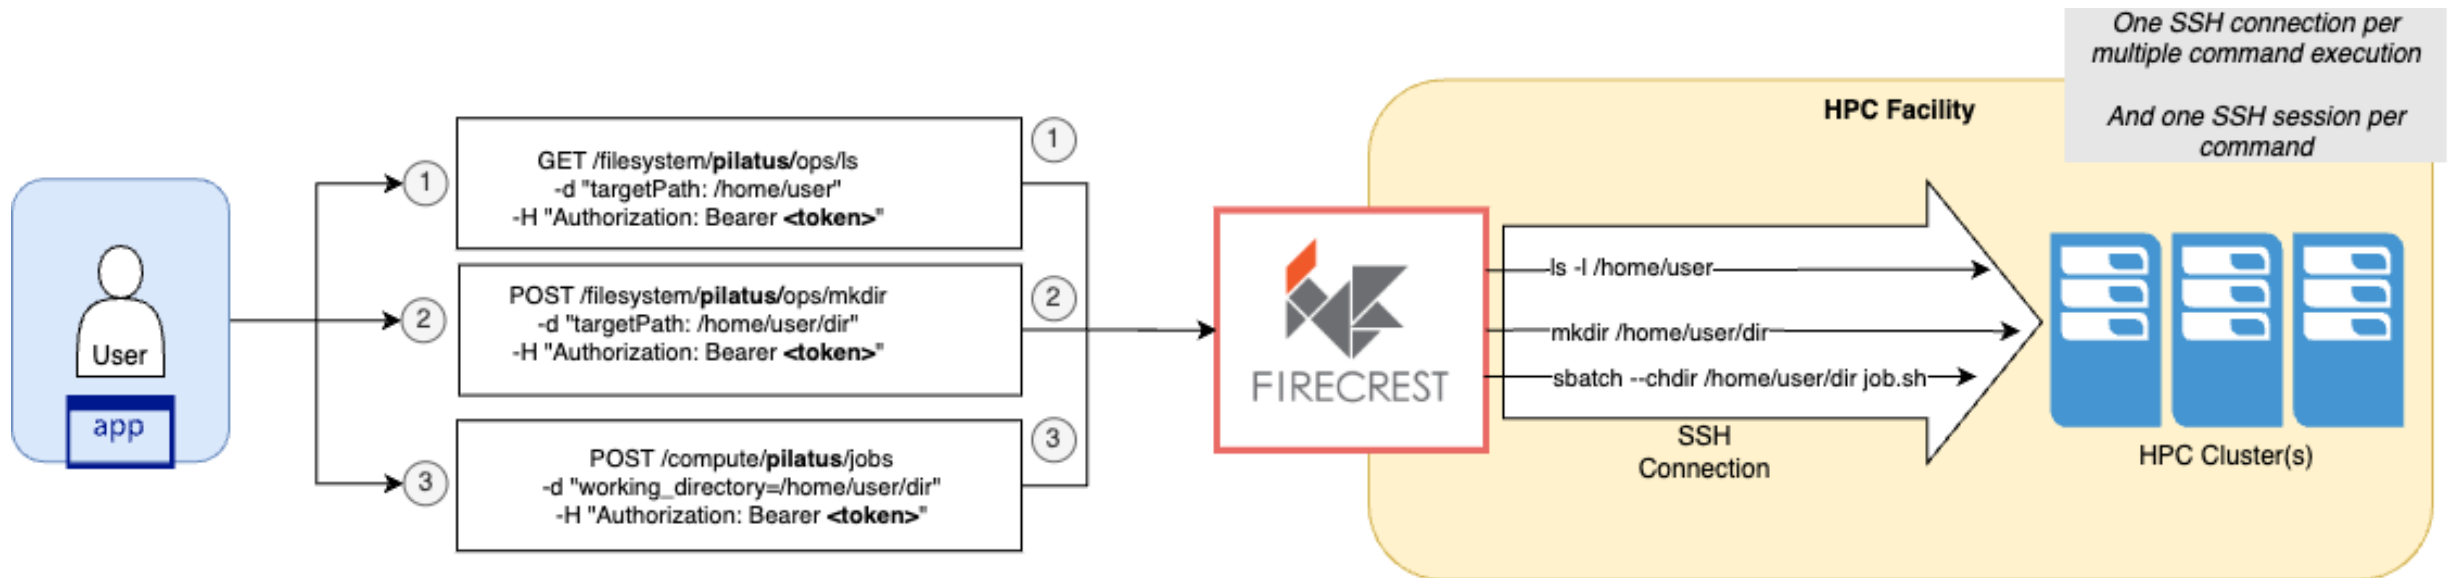 One SSH connection per
multiple command execution
And one SSH session per
command
HPC Facility
User
app
1
GET /filesystem/pilatus/ops/ls
-d "targetPath: /home/user"
-H "Authorization: Bearer <token>"
1
2
POST /filesystem/pilatus/ops/mkdir
-d "targetPath: /home/user/dir"
-H "Authorization: Bearer <token>"
2
3
POST /compute/pilatus/jobs
-d "working_directory=/home/user/dir"
-H "Authorization: Bearer <token>"
3
FIRECREST
ls -l /home/user
mkdir /home/user/dir
sbatch --chdir /home/user/dir job.sh
SSH
Connection
HPC Cluster(s)